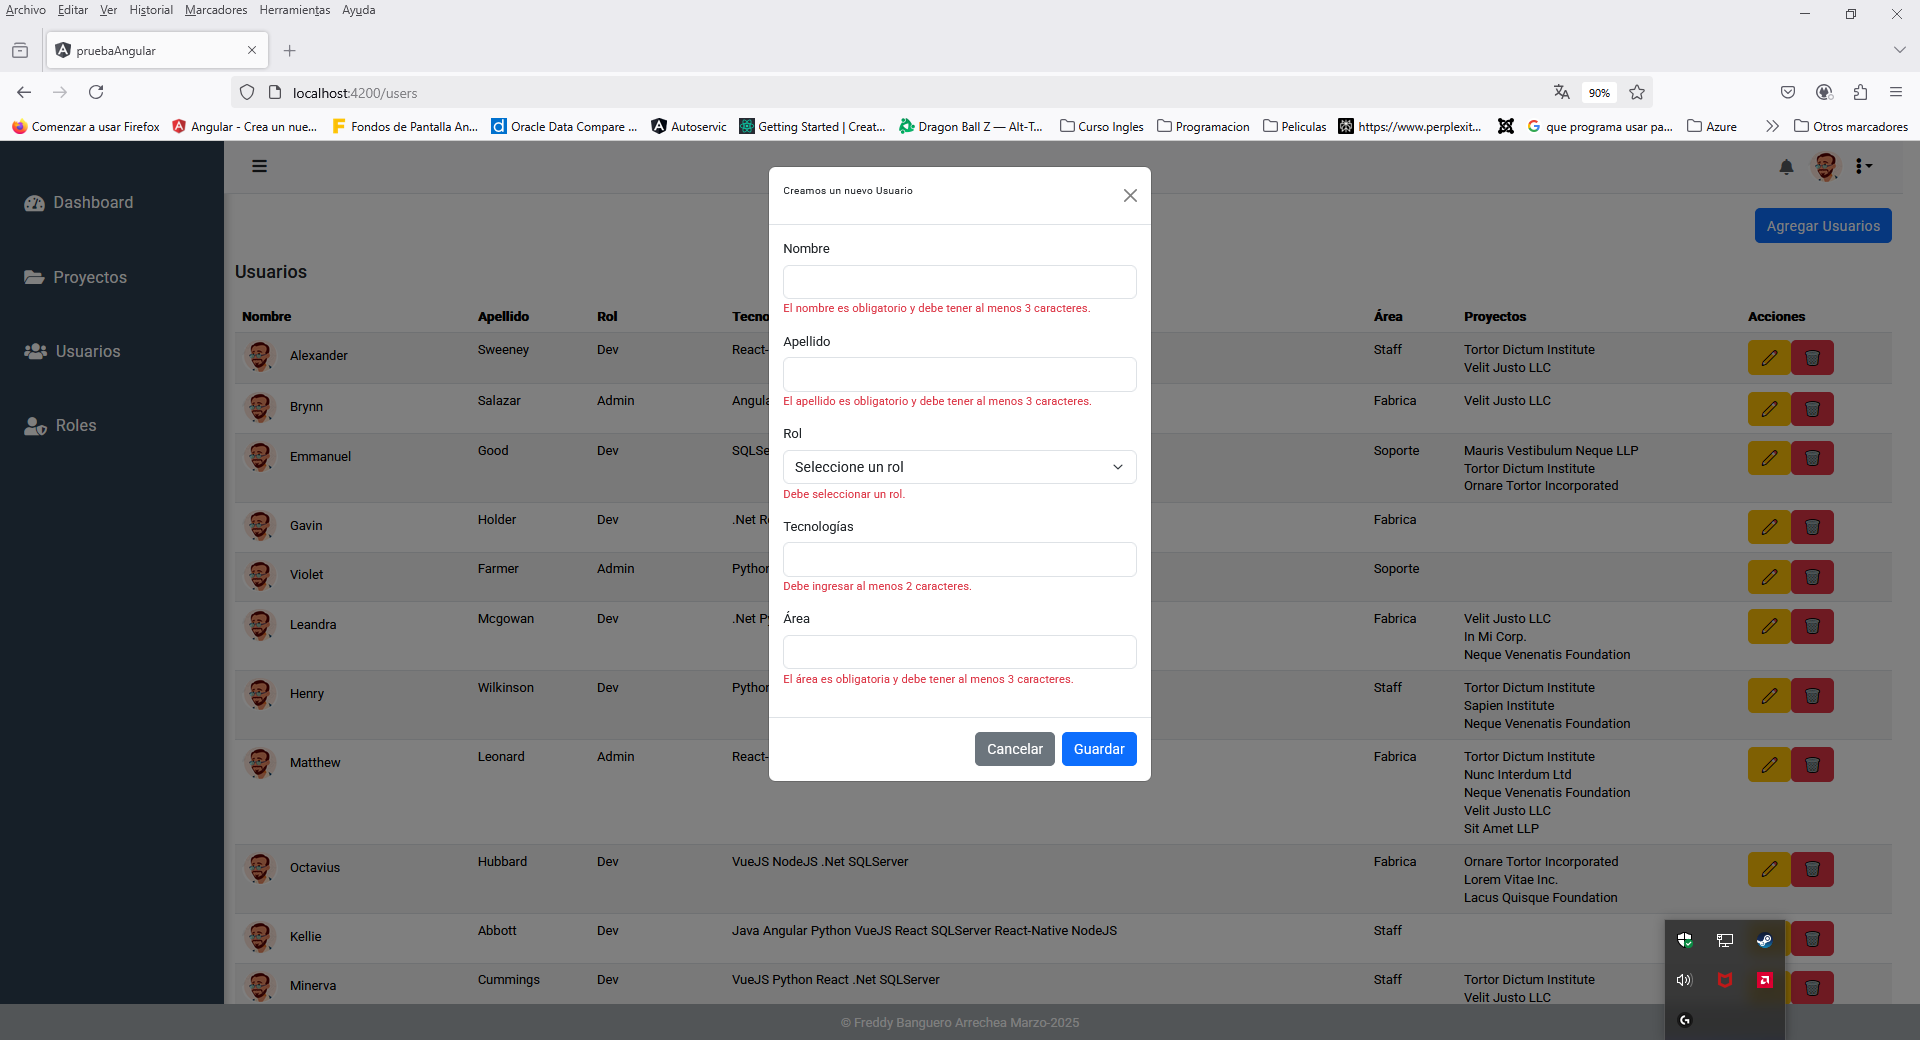 Archivo Editar Ver Historial Marcadores Herramientas Ayuda
pruebaAngular
localhost:4200/users
90%
Comenzar a usar Firefox Angular - Crea un nue... Fondos de Pantalla An... Oracle Data Compare ... Autoservic Getting Started | Creat... Dragon Ball Z — Alt-T... Curso Ingles Programacion Peliculas https://www.perplexit... que programa usar pa... Azure Otros marcadores
Dashboard
Proyectos
Usuarios
Roles
Agregar Usuarios
Usuarios
Nombre Apellido Rol Tecno Área Proyectos Acciones
Alexander Sweeney Dev React- Staff Tortor Dictum Institute
Velit Justo LLC
Brynn Salazar Admin Angula Fabrica Velit Justo LLC
Emmanuel Good Dev SQLSe Soporte Mauris Vestibulum Neque LLP
Tortor Dictum Institute
Ornare Tortor Incorporated
Gavin Holder Dev .Net R Fabrica
Violet Farmer Admin Python Soporte
Leandra Mcgowan Dev .Net Py Fabrica Velit Justo LLC
In Mi Corp.
Neque Venenatis Foundation
Henry Wilkinson Dev Python Staff Tortor Dictum Institute
Sapien Institute
Neque Venenatis Foundation
Matthew Leonard Admin React- Fabrica Tortor Dictum Institute
Nunc Interdum Ltd
Neque Venenatis Foundation
Velit Justo LLC
Sit Amet LLP
Octavius Hubbard Dev VueJS NodeJS .Net SQLServer Fabrica Ornare Tortor Incorporated
Lorem Vitae Inc.
Lacus Quisque Foundation
Kellie Abbott Dev Java Angular Python VueJS React SQLServer React-Native NodeJS Staff
Minerva Cummings Dev VueJS Python React .Net SQLServer Staff Tortor Dictum Institute
Velit Justo LLC
Creamos un nuevo Usuario
Nombre
El nombre es obligatorio y debe tener al menos 3 caracteres.
Apellido
El apellido es obligatorio y debe tener al menos 3 caracteres.
Rol
Seleccione un rol
Debe seleccionar un rol.
Tecnologías
Debe ingresar al menos 2 caracteres.
Área
El área es obligatoria y debe tener al menos 3 caracteres.
Cancelar Guardar
© Freddy Banguero Arrechea Marzo-2025